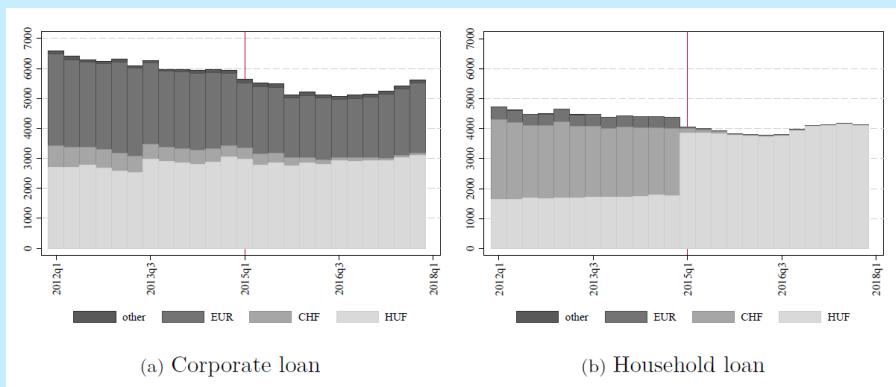 7000
6000
5000
4000
3000
2000
1000
0
2012q1
2013q3
2015q1
2016q3
2018q1
other EUR CHF HUF
(a) Corporate loan
7000
6000
5000
4000
3000
2000
1000
0
2012q1
2013q3
2015q1
2016q3
2018q1
other EUR CHF HUF
(b) Household loan